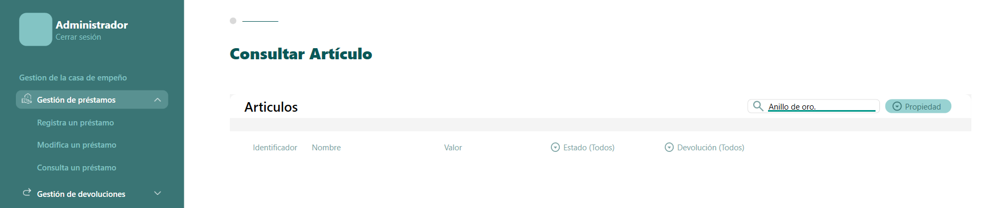 Administrador
Cerrar sesión
Gestion de la casa de empeño
Gestión de préstamos
Registra un préstamo
Modifica un préstamo
Consulta un préstamo
Gestión de devoluciones
Consultar Artículo
Articulos
Anillo de oro.
Propiedad
Identificador Nombre Valor Estado (Todos) Devolución (Todos)